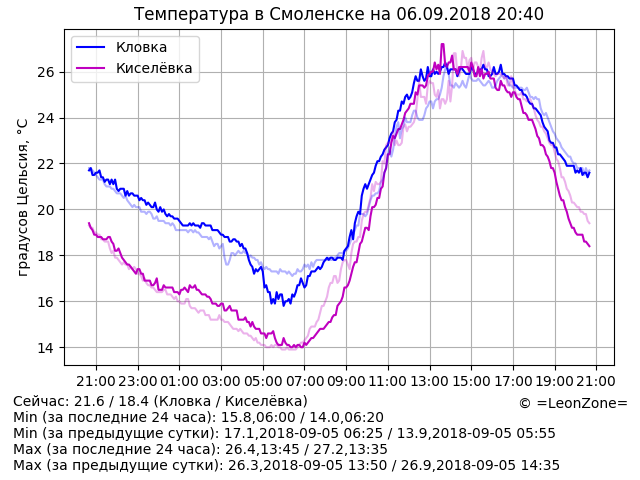 Температура в Смоленске на 06.09.2018 20:40
Кловка
Киселёвка
градусов Цельсия, °C
26
24
22
20
18
16
14
21:00 23:00 01:00 03:00 05:00 07:00 09:00 11:00 13:00 15:00 17:00 19:00 21:00
Сейчас: 21.6 / 18.4 (Кловка / Киселёвка)
© =LeonZone=
Min (за последние 24 часа): 15.8,06:00 / 14.0,06:20
Min (за предыдущие сутки): 17.1,2018-09-05 06:25 / 13.9,2018-09-05 05:55
Max (за последние 24 часа): 26.4,13:45 / 27.2,13:35
Max (за предыдущие сутки): 26.3,2018-09-05 13:50 / 26.9,2018-09-05 14:35